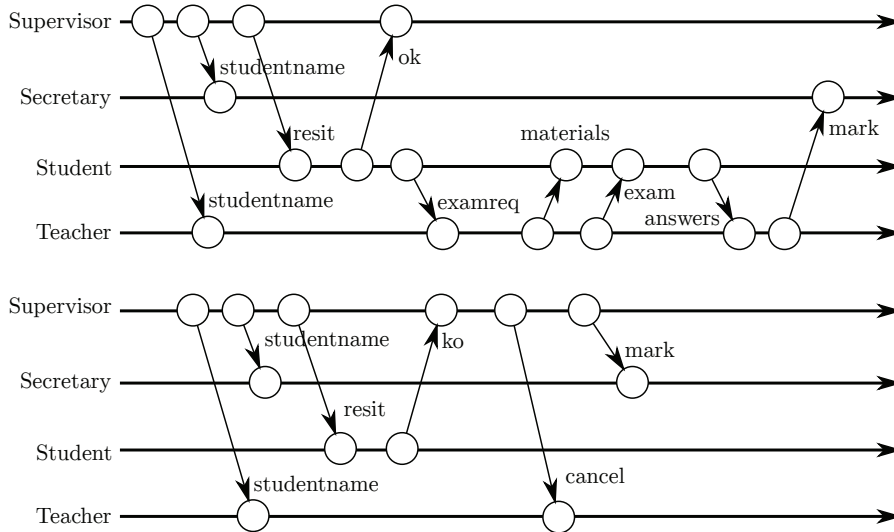 Supervisor
ok
studentname
Secretary
mark
resit
materials
Student
studentname
examreq
exam
answers
Teacher
Supervisor
studentname
ko
mark
Secretary
resit
Student
cancel
studentname
Teacher